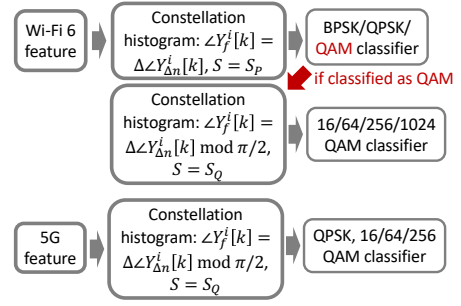 Wi-Fi 6
feature
Constellation
histogram: ∠Y_f^i[k] =
Δ∠Y_{Δn}^i[k], S = S_P
BPSK/QPSK/
QAM classifier
if classified as QAM
Constellation
histogram: ∠Y_f^i[k] =
Δ∠Y_{Δn}^i[k] mod π/2,
S = S_Q
16/64/256/1024
QAM classifier
5G
feature
Constellation
histogram: ∠Y_f^i[k] =
Δ∠Y_{Δn}^i[k] mod π/2,
S = S_Q
QPSK, 16/64/256
QAM classifier